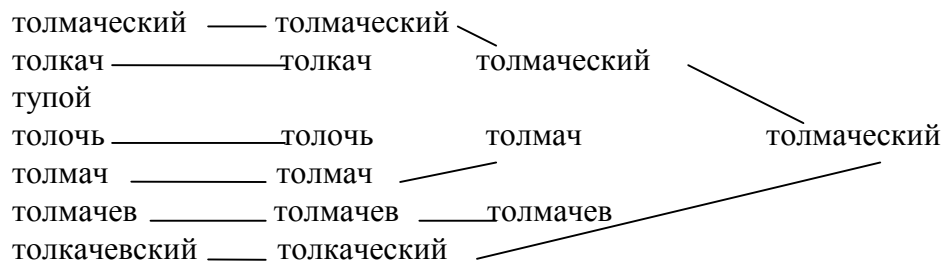 толмаческий толмаческий
толкач толкач толмаческий
тупой
толочь толочь толмач толмаческий
толмач толмач
толмачев толмачев толмачев
толкачевский толкаческий